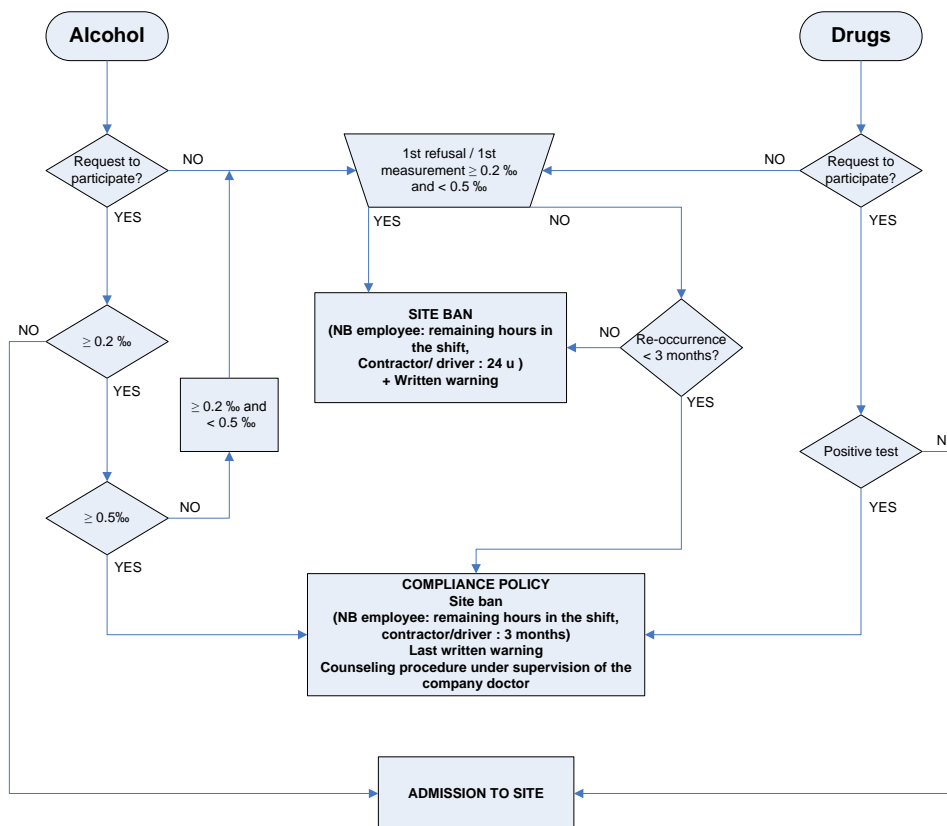 Alcohol
Drugs
Request to
participate?
NO
1st refusal / 1st
measurement ≥ 0.2 ‰
and < 0.5 ‰
NO
Request to
participate?
YES
YES
NO
YES
SITE BAN
(NB employee: remaining hours in
the shift,
Contractor/ driver : 24 u )
+ Written warning
NO
Re-occurrence
< 3 months?
NO
≥ 0.2 ‰
YES
≥ 0.2 ‰ and
< 0.5 ‰
YES
Positive test
≥ 0.5‰
NO
YES
YES
COMPLIANCE POLICY
Site ban
(NB employee: remaining hours in the shift,
contractor/driver : 3 months)
Last written warning
Counseling procedure under supervision of the
company doctor
ADMISSION TO SITE